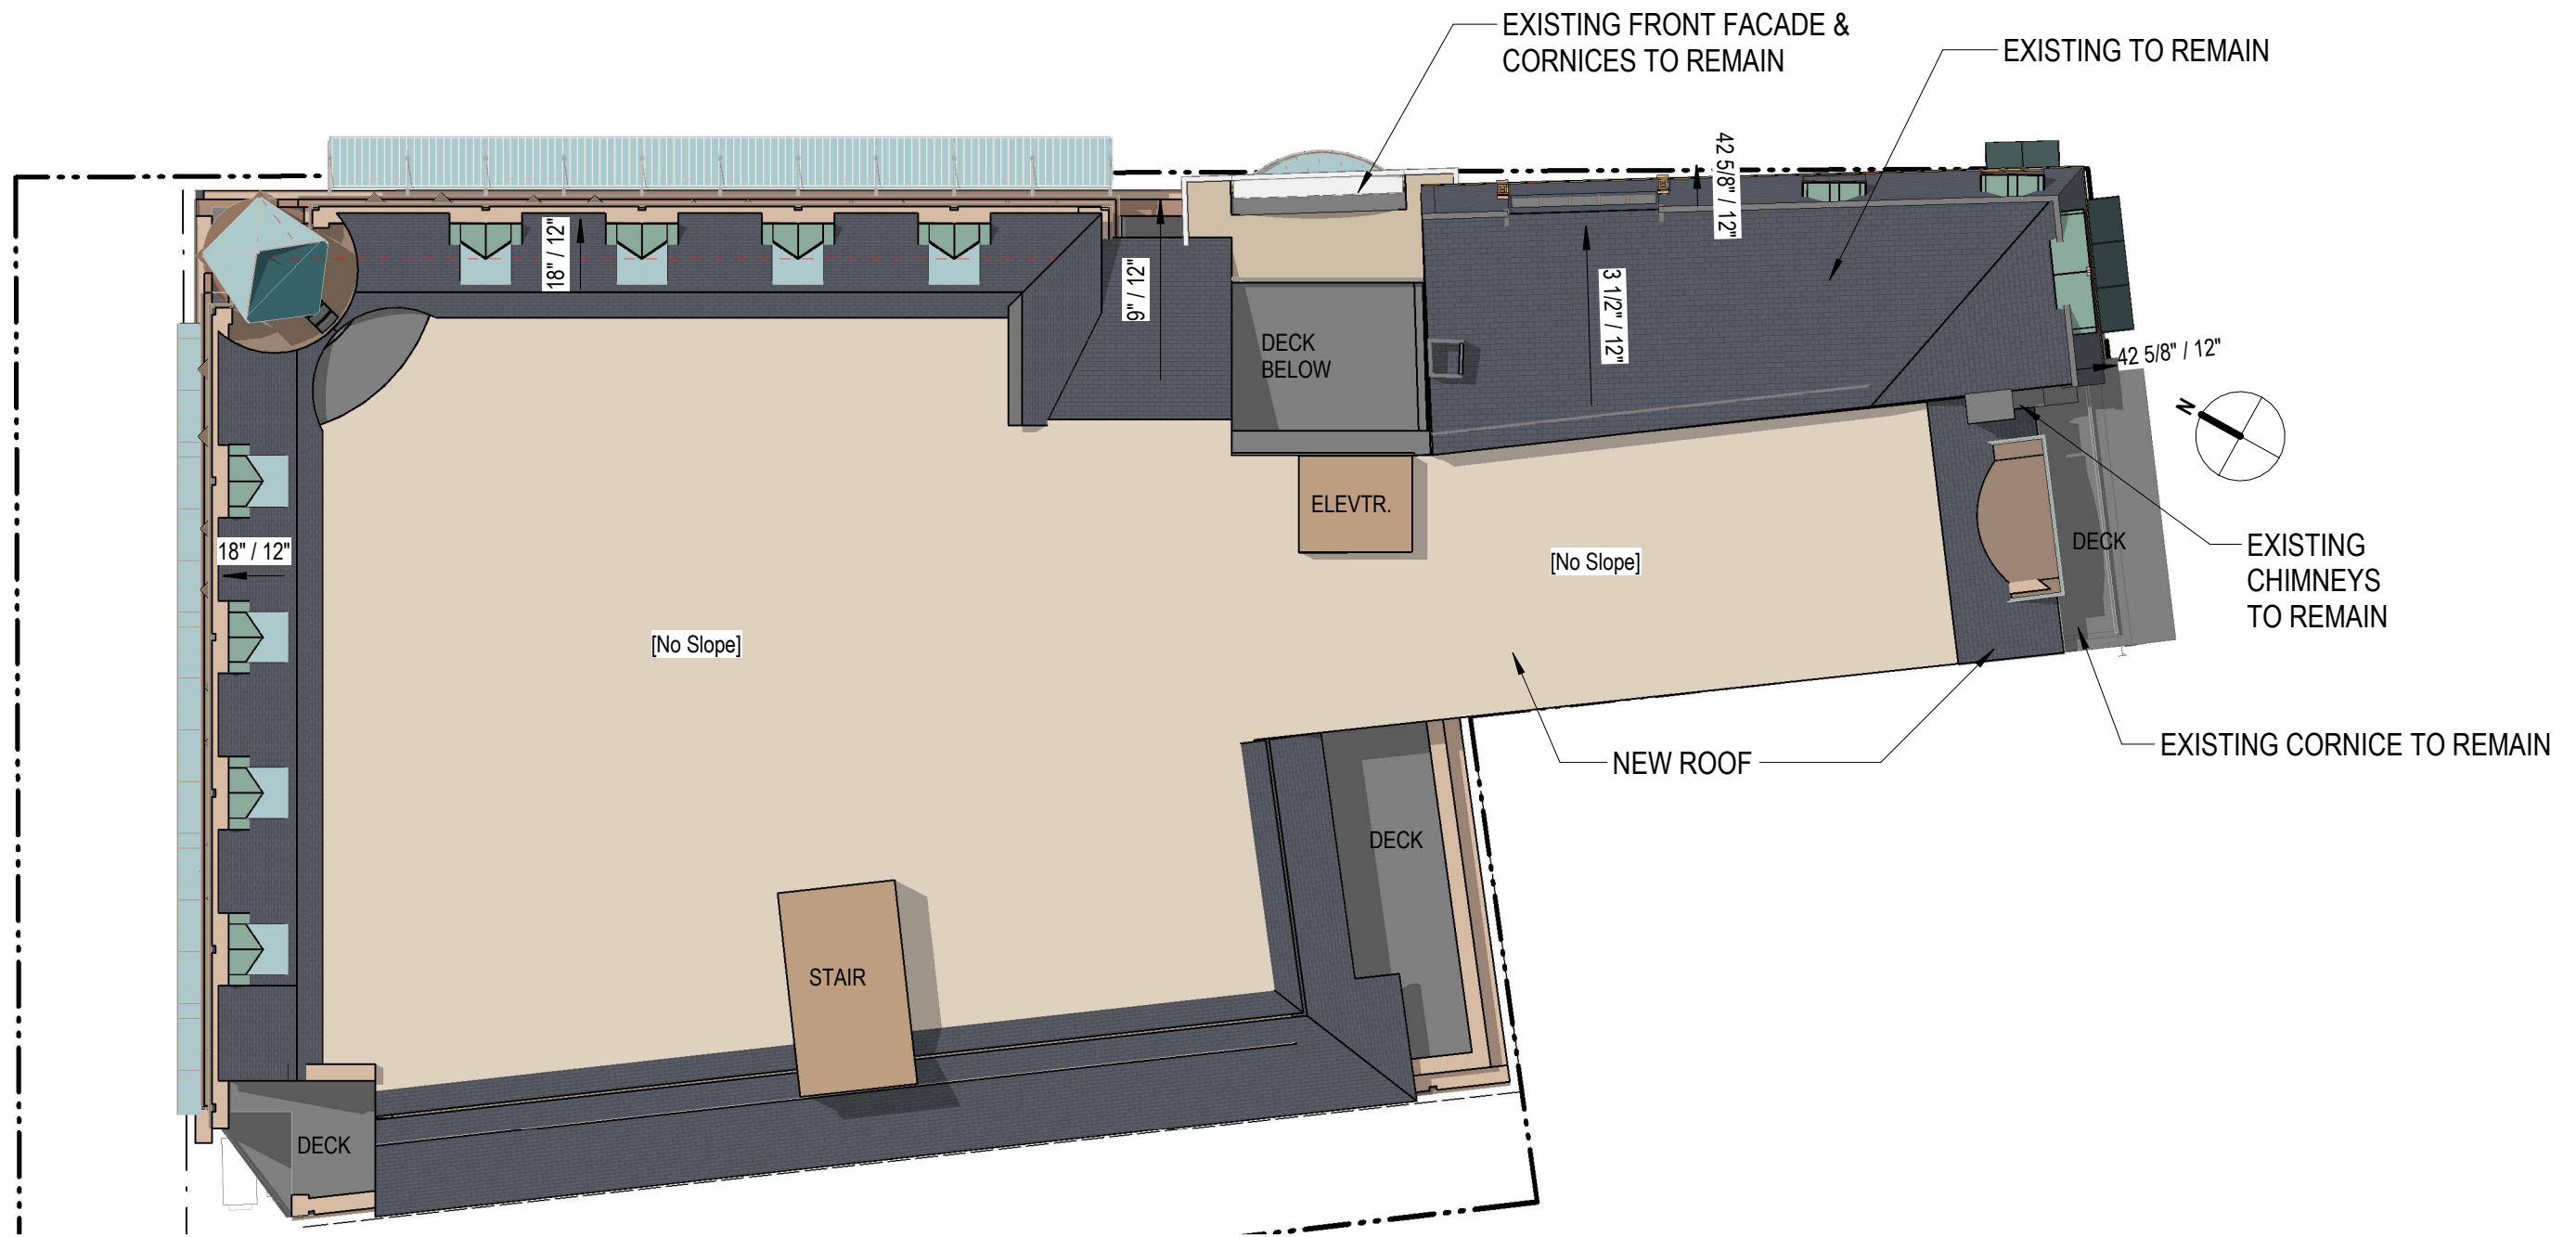 EXISTING FRONT FACADE &
CORNICES TO REMAIN
EXISTING TO REMAIN
42 5/8" / 12"
18" / 12"
9" / 12"
3 1/2" / 12"
DECK
BELOW
42 5/8" / 12"
N
ELEVTR.
18" / 12"
[No Slope]
DECK
EXISTING
CHIMNEYS
TO REMAIN
[No Slope]
NEW ROOF
EXISTING CORNICE TO REMAIN
DECK
STAIR
DECK